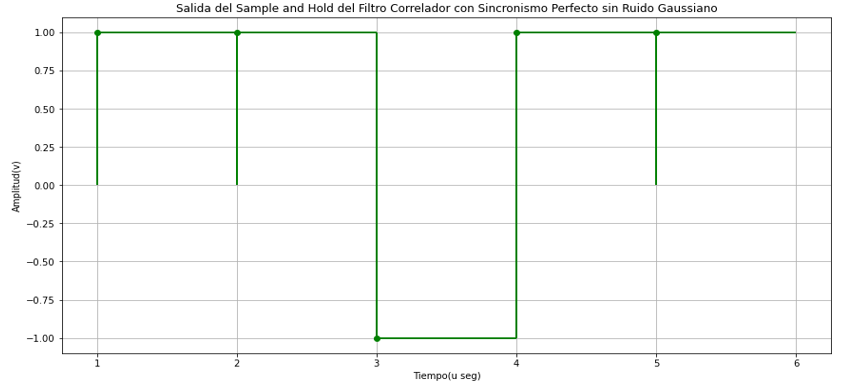 Salida del Sample and Hold del Filtro Correlador con Sincronismo Perfecto sin Ruido Gaussiano
1.00
0.75
0.50
0.25
0.00
−0.25
−0.50
−0.75
−1.00
Amplitud(v)
1 2 3 4 5 6
Tiempo(u seg)